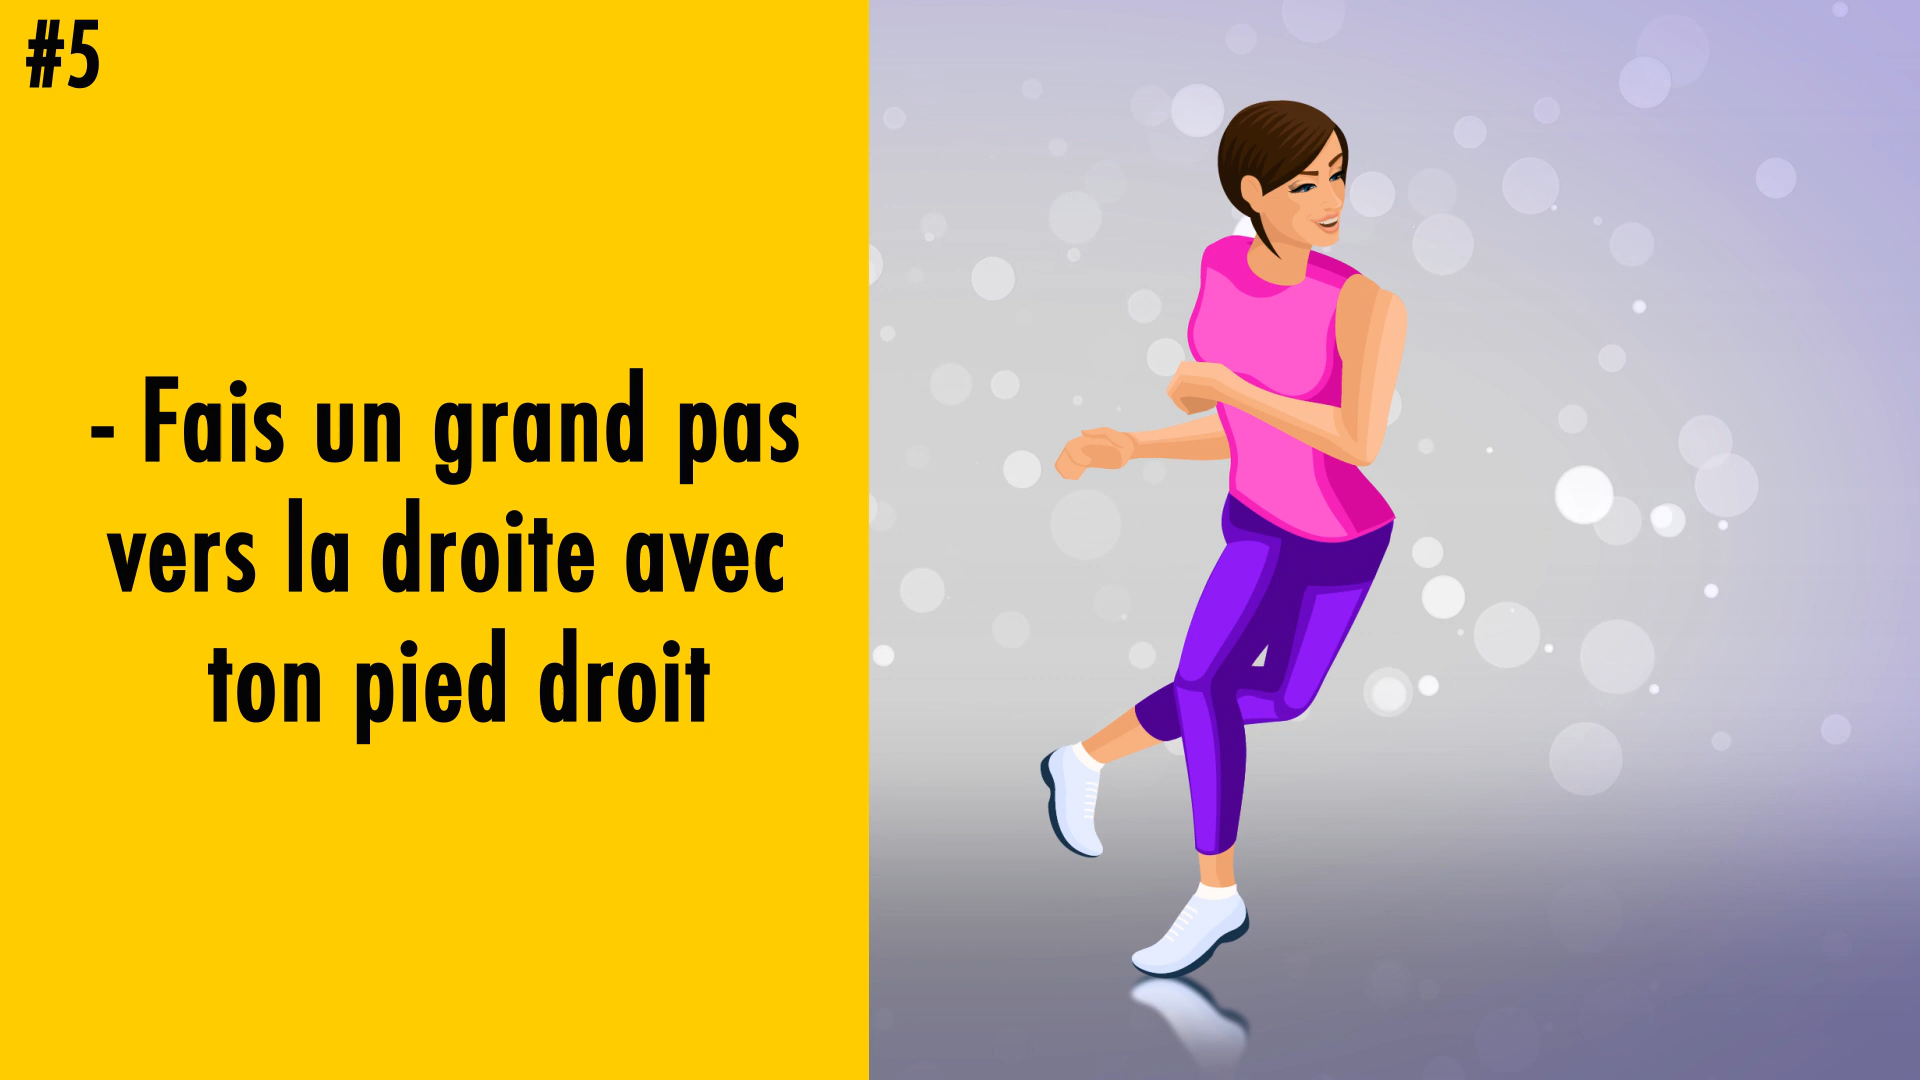 #5
- Fais un grand pas
vers la droite avec
ton pied droit